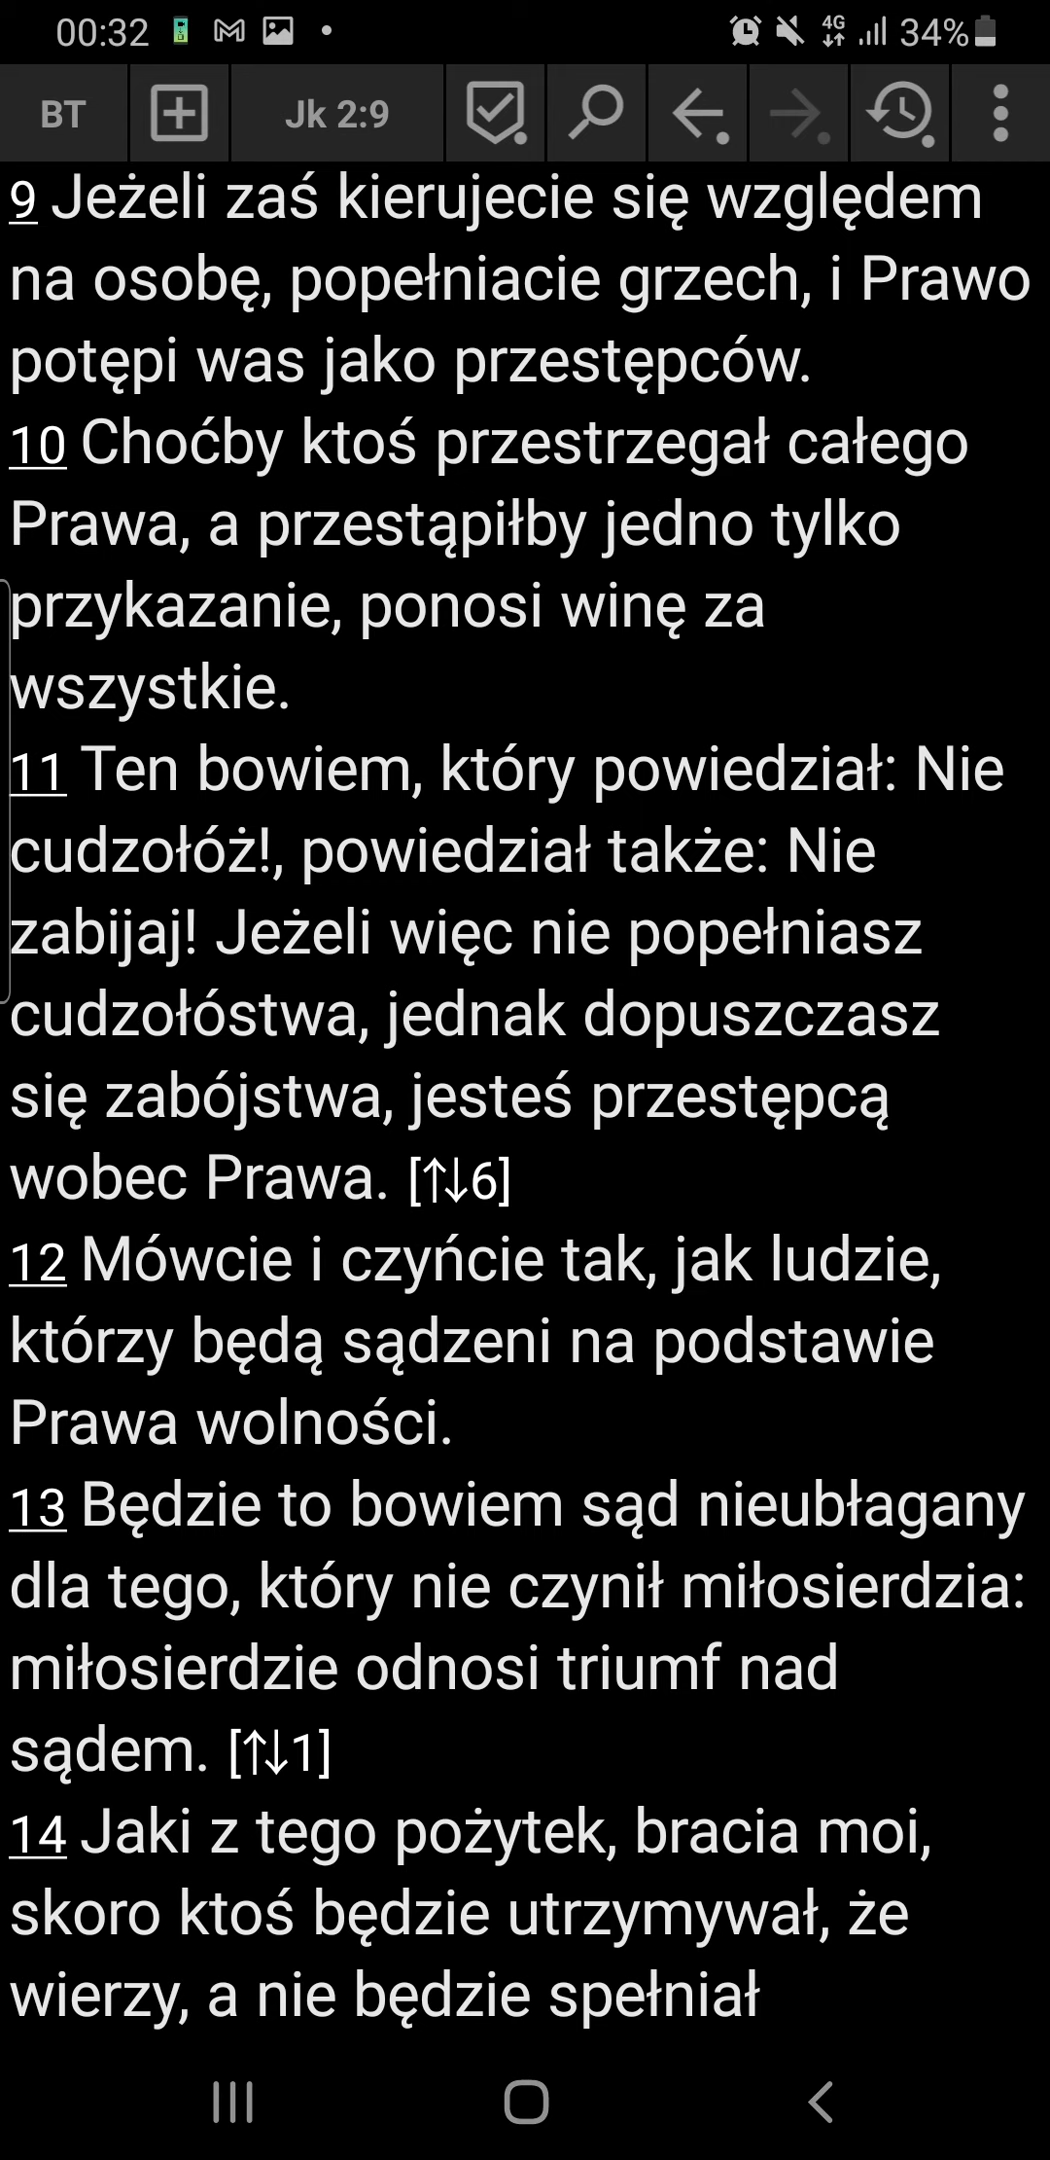 00:32 4G 34%
BT Jk 2:9
9 Jeżeli zaś kierujecie się względem
na osobę, popełniacie grzech, i Prawo
potępi was jako przestępców.
10 Choćby ktoś przestrzegał całego
Prawa, a przestąpiłby jedno tylko
przykazanie, ponosi winę za
wszystkie.
11 Ten bowiem, który powiedział: Nie
cudzołóż!, powiedział także: Nie
zabijaj! Jeżeli więc nie popełniasz
cudzołóstwa, jednak dopuszczasz
się zabójstwa, jesteś przestępcą
wobec Prawa. [↑↓6]
12 Mówcie i czyńcie tak, jak ludzie,
którzy będą sądzeni na podstawie
Prawa wolności.
13 Będzie to bowiem sąd nieubłagany
dla tego, który nie czynił miłosierdzia:
miłosierdzie odnosi triumf nad
sądem. [↑↓1]
14 Jaki z tego pożytek, bracia moi,
skoro ktoś będzie utrzymywał, że
wierzy, a nie będzie spełniał